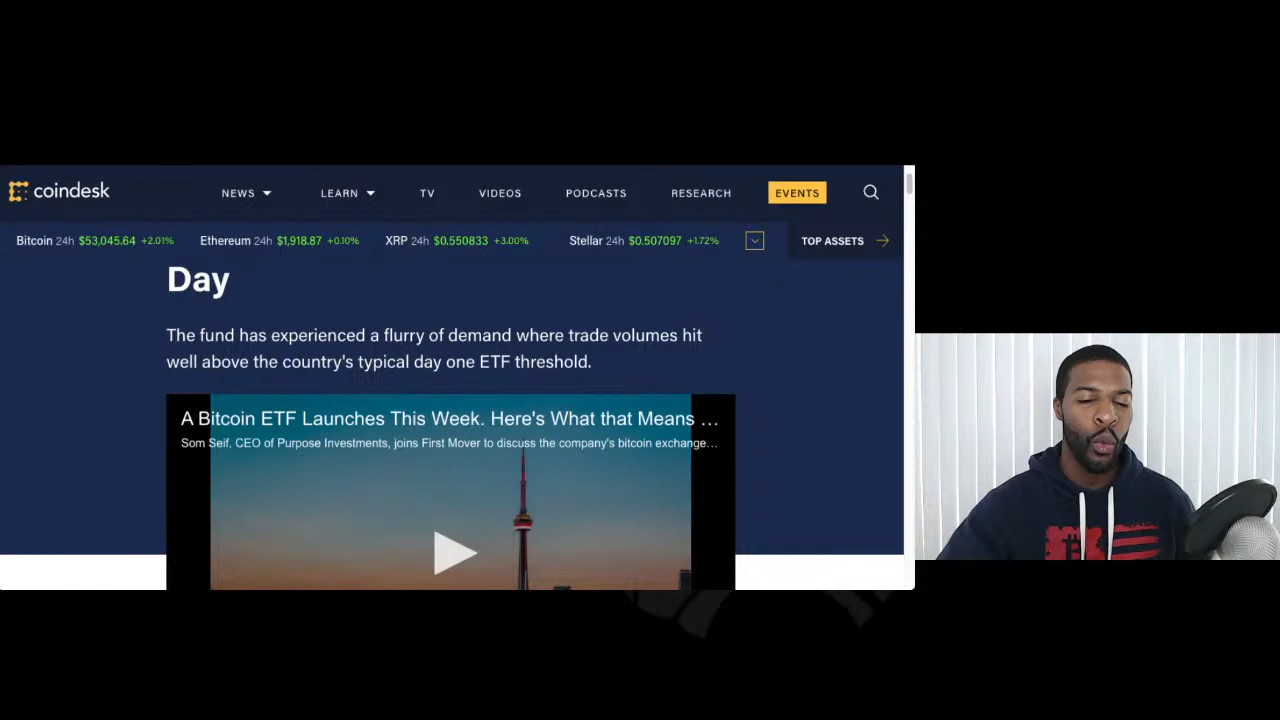 coindesk
NEWS LEARN TV VIDEOS PODCASTS RESEARCH EVENTS
Bitcoin 24h $53,045.64 +2.01% Ethereum 24h $1,918.87 +0.10% XRP 24h $0.550833 +3.00% Stellar 24h $0.507097 +1.72% TOP ASSETS
Day
The fund has experienced a flurry of demand where trade volumes hit
well above the country's typical day one ETF threshold.
A Bitcoin ETF Launches This Week. Here's What that Means …
Som Seif, CEO of Purpose Investments, joins First Mover to discuss the company's bitcoin exchange…